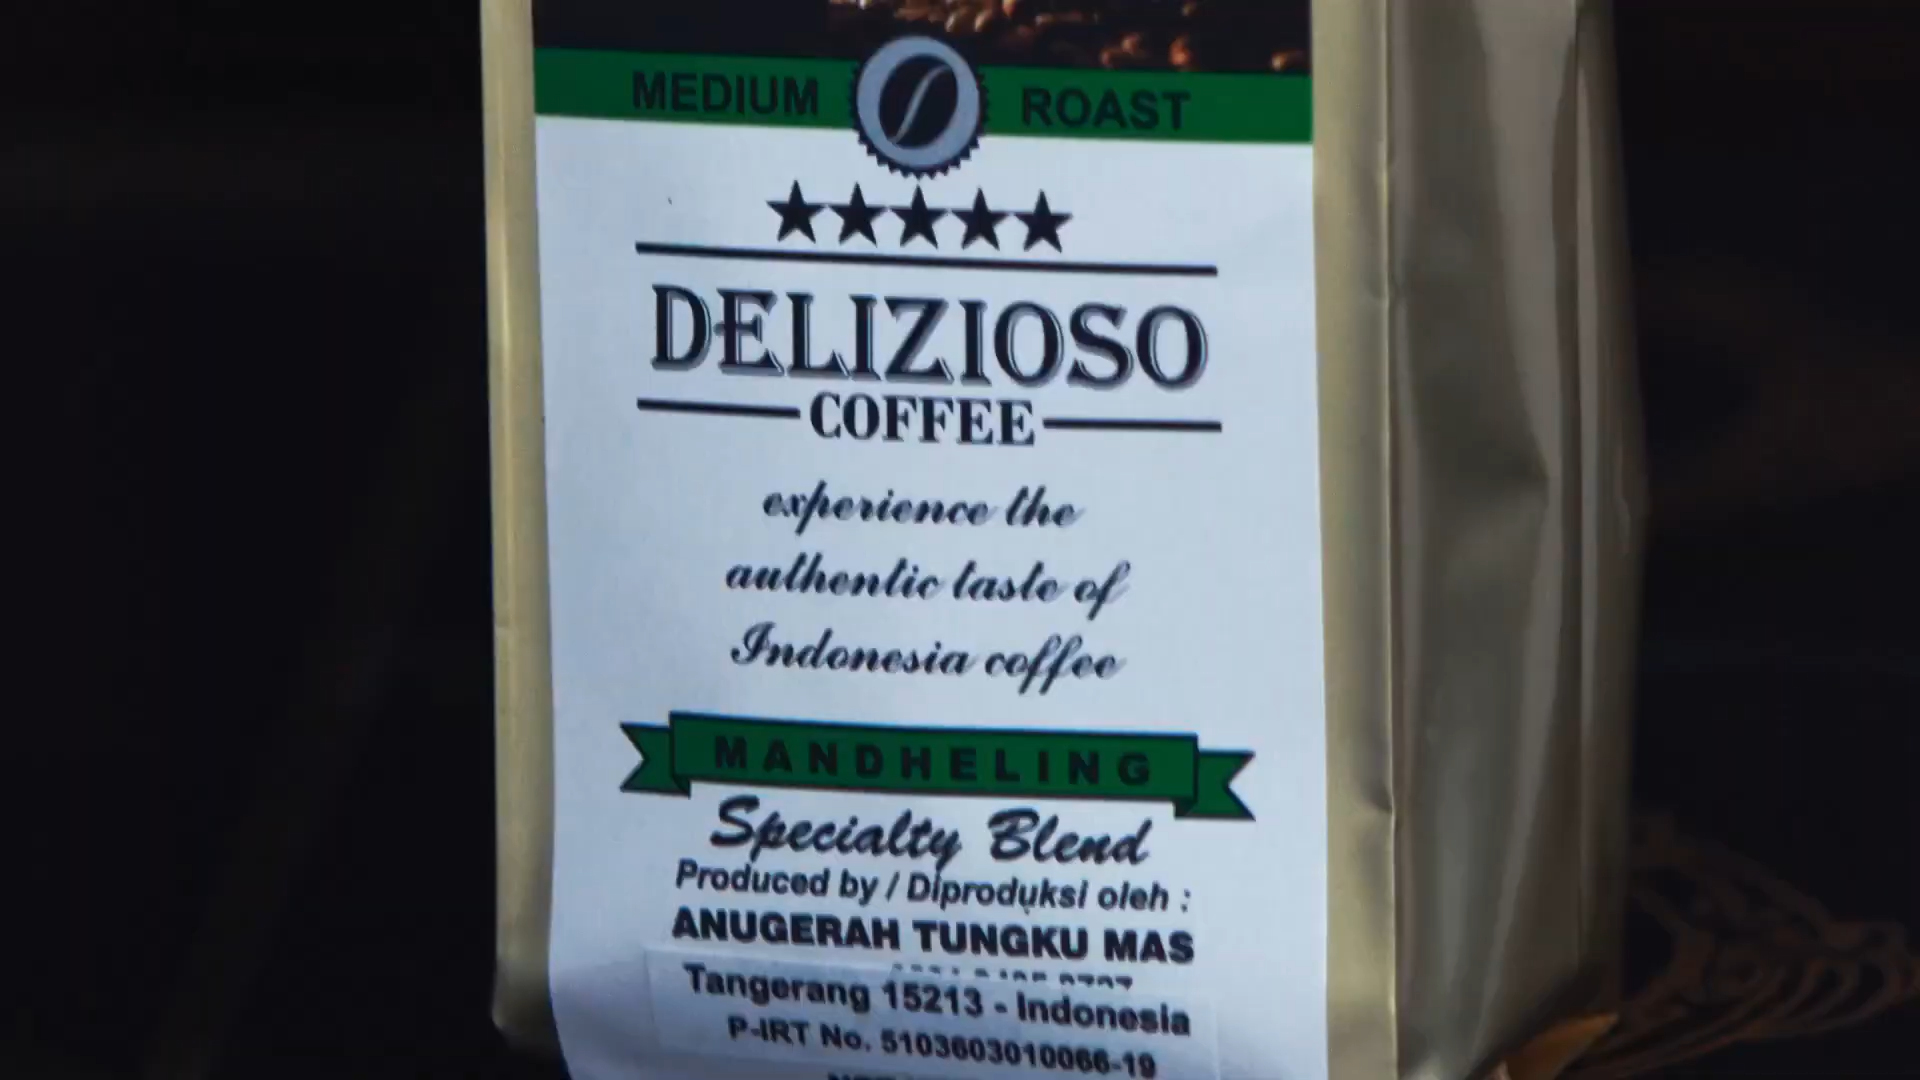 MEDIUM ROAST
DELIZIOSO
COFFEE
experience the
authentic taste of
Indonesia coffee
MANDHELING
Specialty Blend
Produced by / Diproduksi oleh :
ANUGERAH TUNGKU MAS
Tangerang 15213 - Indonesia
P-IRT No. 5103603010066-19